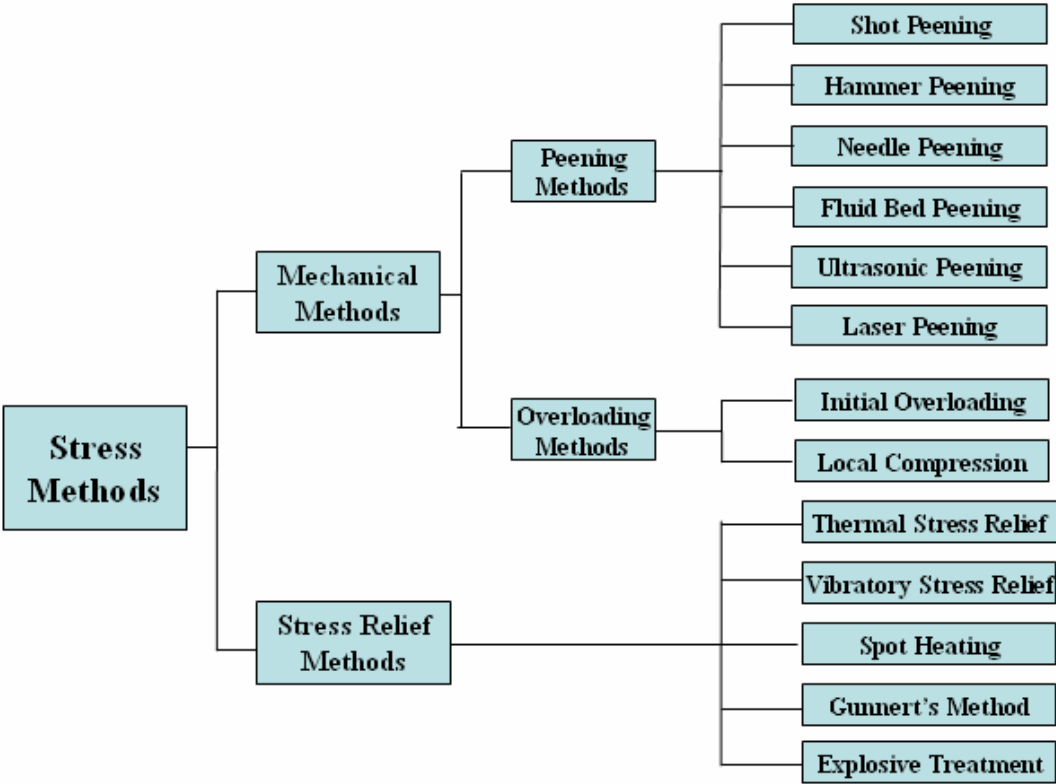 Stress
Methods
Mechanical
Methods
Stress Relief
Methods
Peening
Methods
Overloading
Methods
Shot Peening
Hammer Peening
Needle Peening
Fluid Bed Peening
Ultrasonic Peening
Laser Peening
Initial Overloading
Local Compression
Thermal Stress Relief
Vibratory Stress Relief
Spot Heating
Gunnert's Method
Explosive Treatment